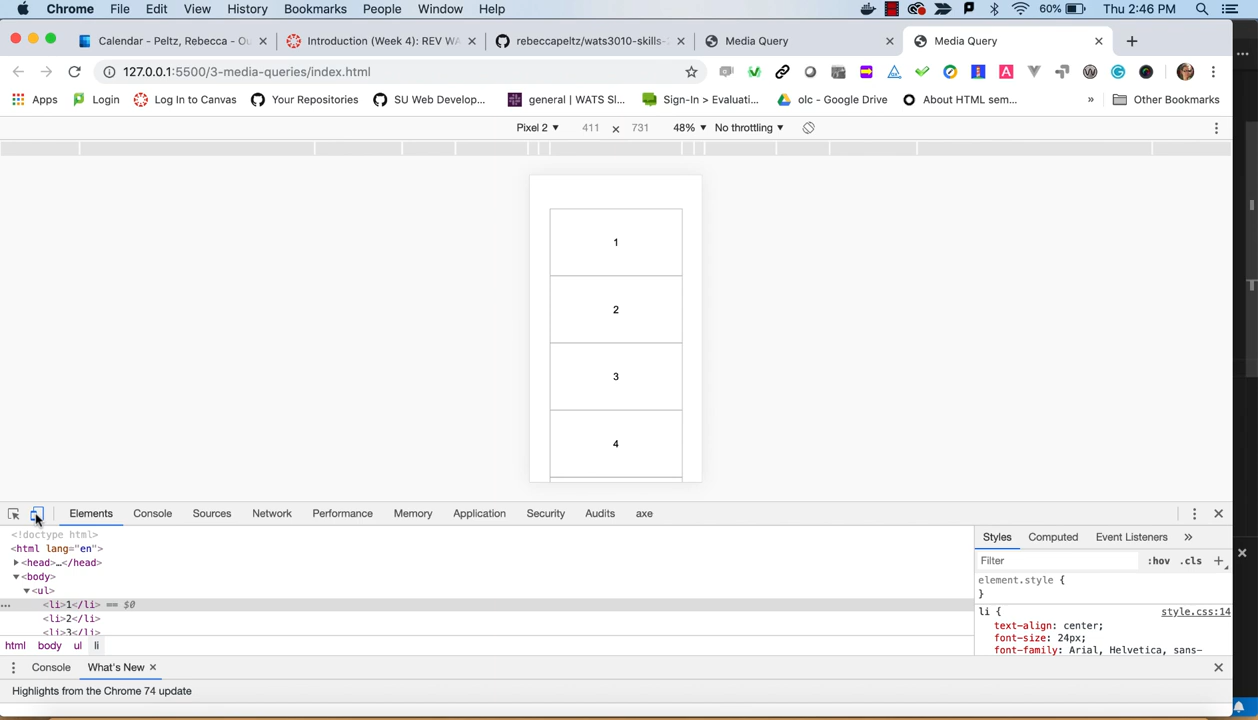 Chrome File Edit View History Bookmarks People Window Help 60% Thu 2:46 PM
Calendar - Peltz, Rebecca - Ou Introduction (Week 4): REV WA rebeccapeltz/wats3010-skills- Media Query Media Query
127.0.0.1:5500/3-media-queries/index.html
Apps Login Log In to Canvas Your Repositories SU Web Develop... general | WATS Sl... Sign-In > Evaluati... olc - Google Drive About HTML sem... » Other Bookmarks
Pixel 2 ▼ 411 × 731 48% ▼ No throttling ▼
1
2
3
4
Elements Console Sources Network Performance Memory Application Security Audits axe
<!doctype html>
<html lang="en">
▶<head>…</head>
▼<body>
▼<ul>
<li>1</li> == $0
<li>2</li>
<li>3</li>
html body ul li
Styles Computed Event Listeners »
Filter :hov .cls +
element.style {
}
li { style.css:14
text-align: center;
font-size: 24px;
font-family: Arial, Helvetica, sans-
Console What's New ×
Highlights from the Chrome 74 update